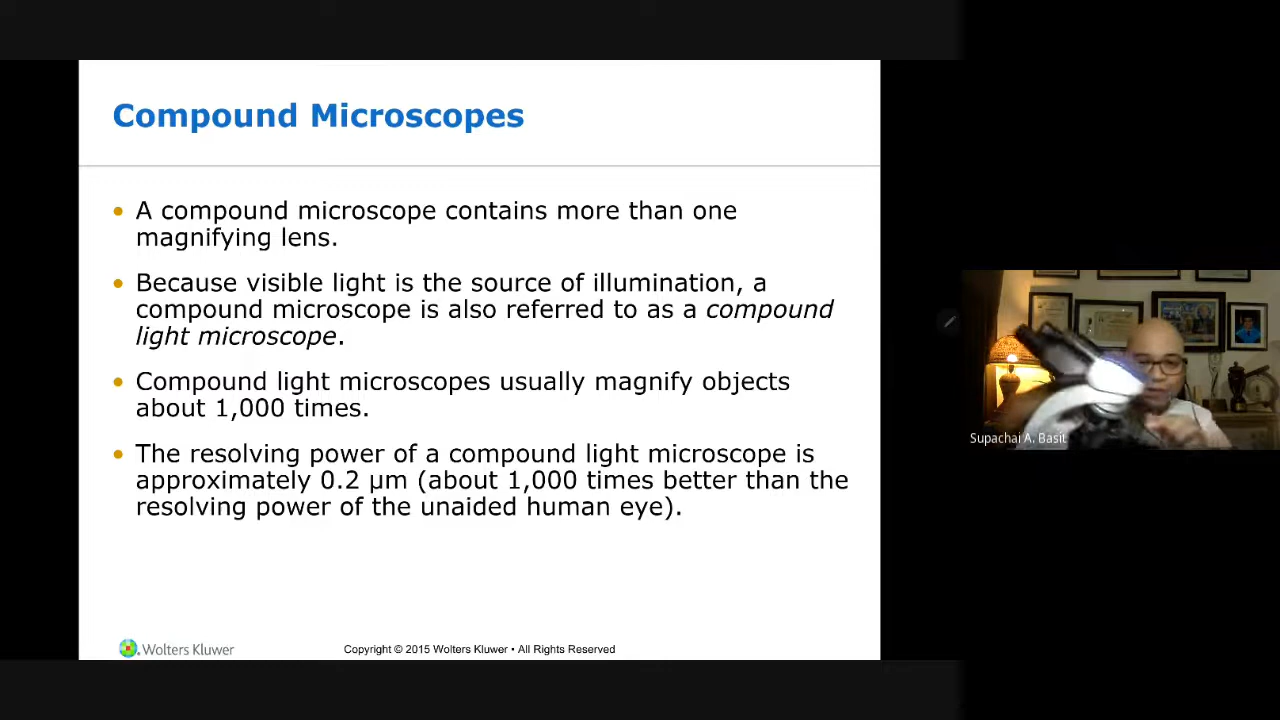 Compound Microscopes
• A compound microscope contains more than one
magnifying lens.
• Because visible light is the source of illumination, a
compound microscope is also referred to as a compound
light microscope.
• Compound light microscopes usually magnify objects
about 1,000 times.
• The resolving power of a compound light microscope is
approximately 0.2 µm (about 1,000 times better than the
resolving power of the unaided human eye).
Wolters Kluwer
Copyright © 2015 Wolters Kluwer • All Rights Reserved
Supachai A. Basit